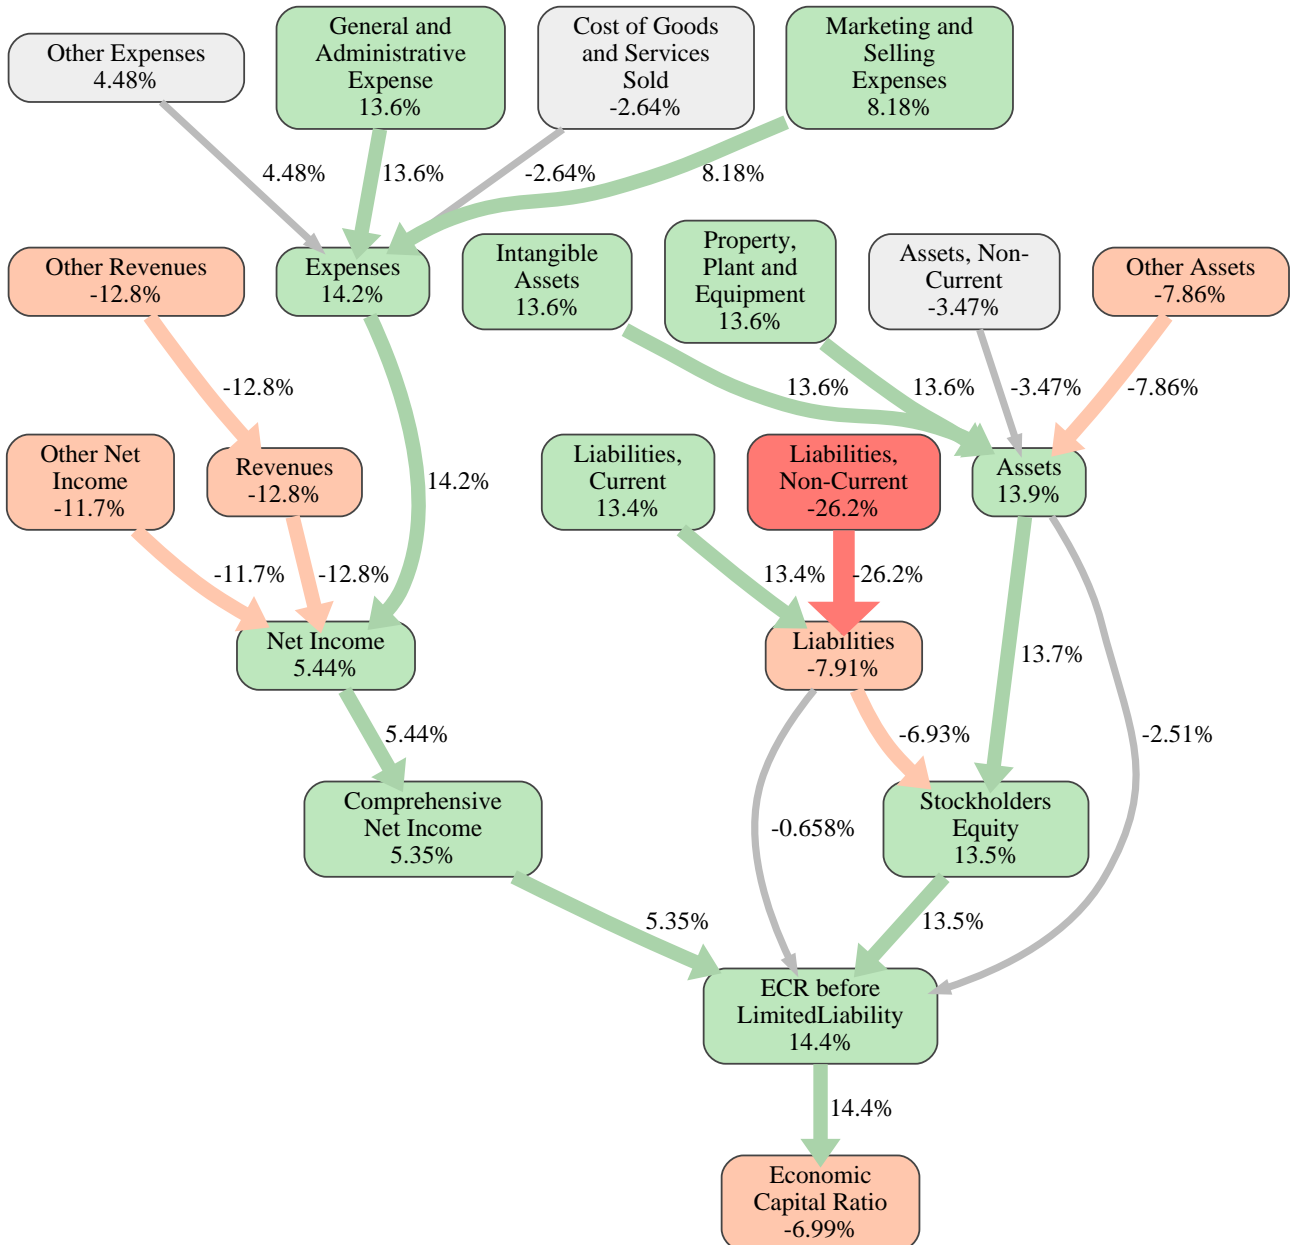 Other Expenses
4.48%
General and
Administrative
Expense
13.6%
Cost of Goods
and Services
Sold
-2.64%
Marketing and
Selling
Expenses
8.18%
4.48%
13.6%
-2.64%
8.18%
Other Revenues
-12.8%
Expenses
14.2%
Intangible
Assets
13.6%
Property,
Plant and
Equipment
13.6%
Assets, Non-
Current
-3.47%
Other Assets
-7.86%
-12.8%
13.6%
13.6%
-3.47%
-7.86%
Other Net
Income
-11.7%
Revenues
-12.8%
14.2%
Liabilities,
Current
13.4%
Liabilities,
Non-Current
-26.2%
Assets
13.9%
-11.7%
-12.8%
13.4%
-26.2%
Net Income
5.44%
Liabilities
-7.91%
13.7%
5.44%
-6.93%
-2.51%
Comprehensive
Net Income
5.35%
-0.658%
Stockholders
Equity
13.5%
5.35%
13.5%
ECR before
LimitedLiability
14.4%
14.4%
Economic
Capital Ratio
-6.99%